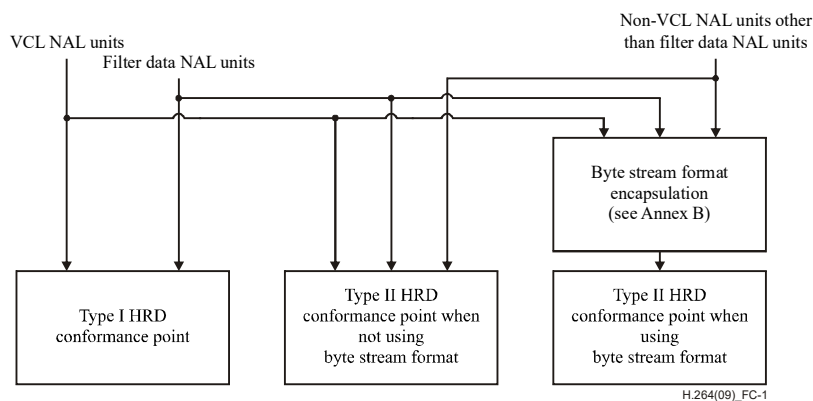 Non-VCL NAL units other
than filter data NAL units
VCL NAL units
Filter data NAL units
Byte stream format
encapsulation
(see Annex B)
Type I HRD
conformance point
Type II HRD
conformance point when
not using
byte stream format
Type II HRD
conformance point when
using
byte stream format
H.264(09)_FC-1